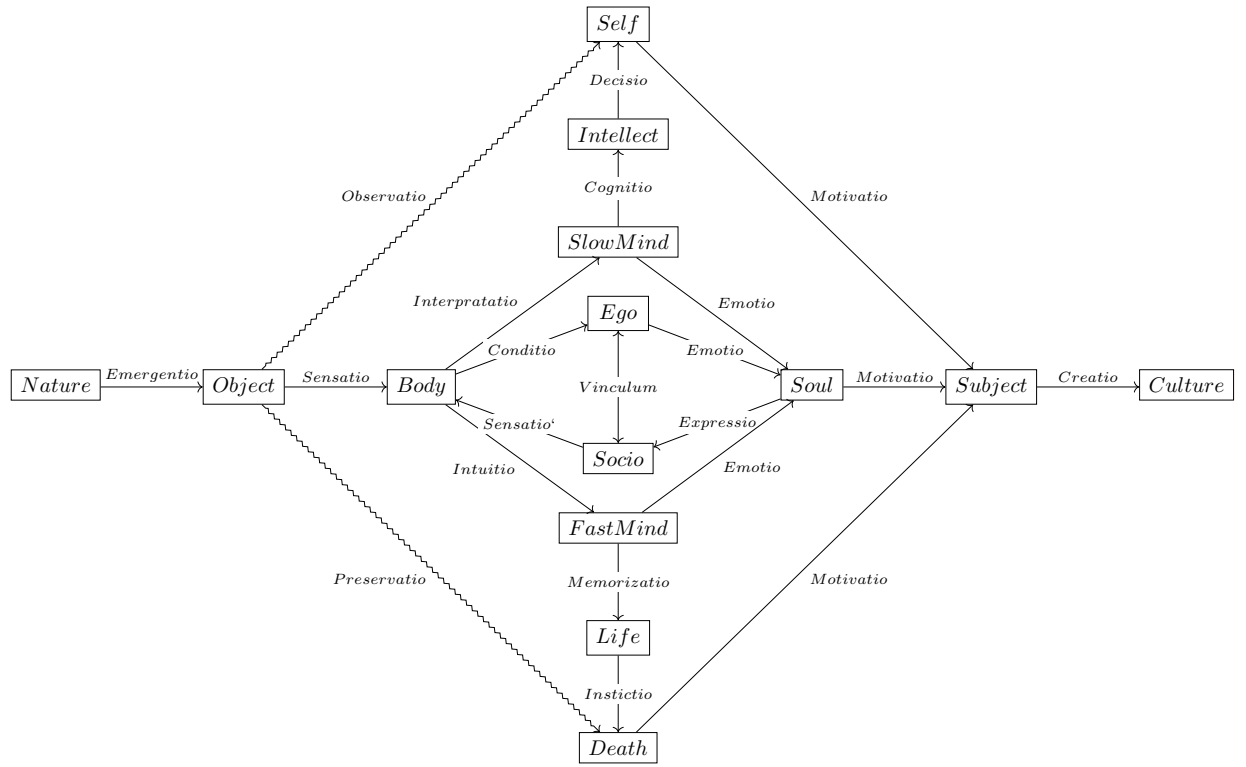 Self
Decisio
Intellect
Observatio
Cognitio
Motivatio
SlowMind
Interpratatio
Emotio
Ego
Conditio
Emotio
Nature
Emergentio
Object
Sensatio
Body
Vinculum
Soul
Motivatio
Subject
Creatio
Culture
Sensatio‘
Expressio
Socio
Intuitio
Emotio
FastMind
Preservatio
Memorizatio
Motivatio
Life
Instictio
Death